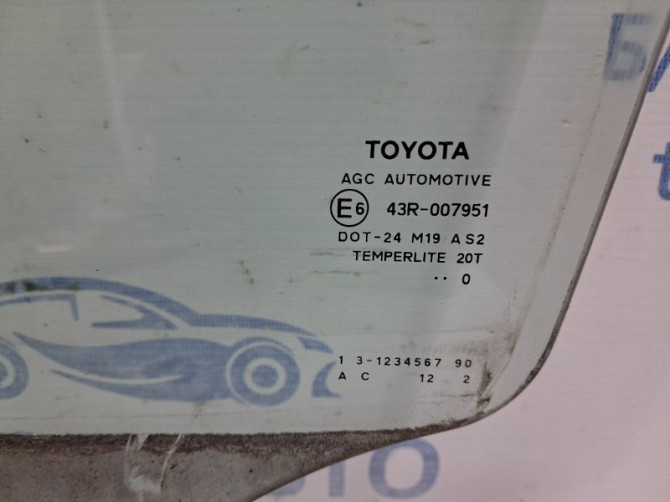 TOYOTA
AGC AUTOMOTIVE
E6 43R-007951
DOT-24 M19 AS2
TEMPERLITE 20T
·· 0
1 3-1234567 90
A C 12 2